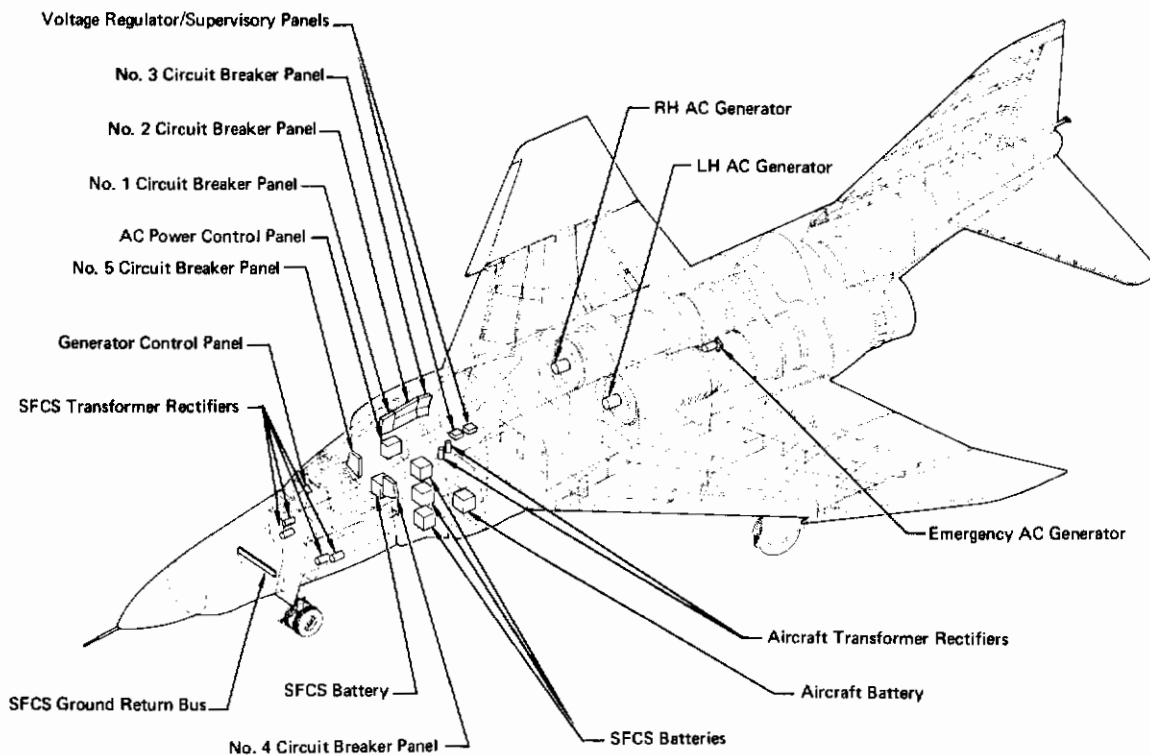 Voltage Regulator/Supervisory Panels
No. 3 Circuit Breaker Panel
No. 2 Circuit Breaker Panel
No. 1 Circuit Breaker Panel
AC Power Control Panel
No. 5 Circuit Breaker Panel
Generator Control Panel
SFCS Transformer Rectifiers
RH AC Generator
LH AC Generator
Emergency AC Generator
Aircraft Transformer Rectifiers
Aircraft Battery
SFCS Batteries
SFCS Battery
SFCS Ground Return Bus
No. 4 Circuit Breaker Panel